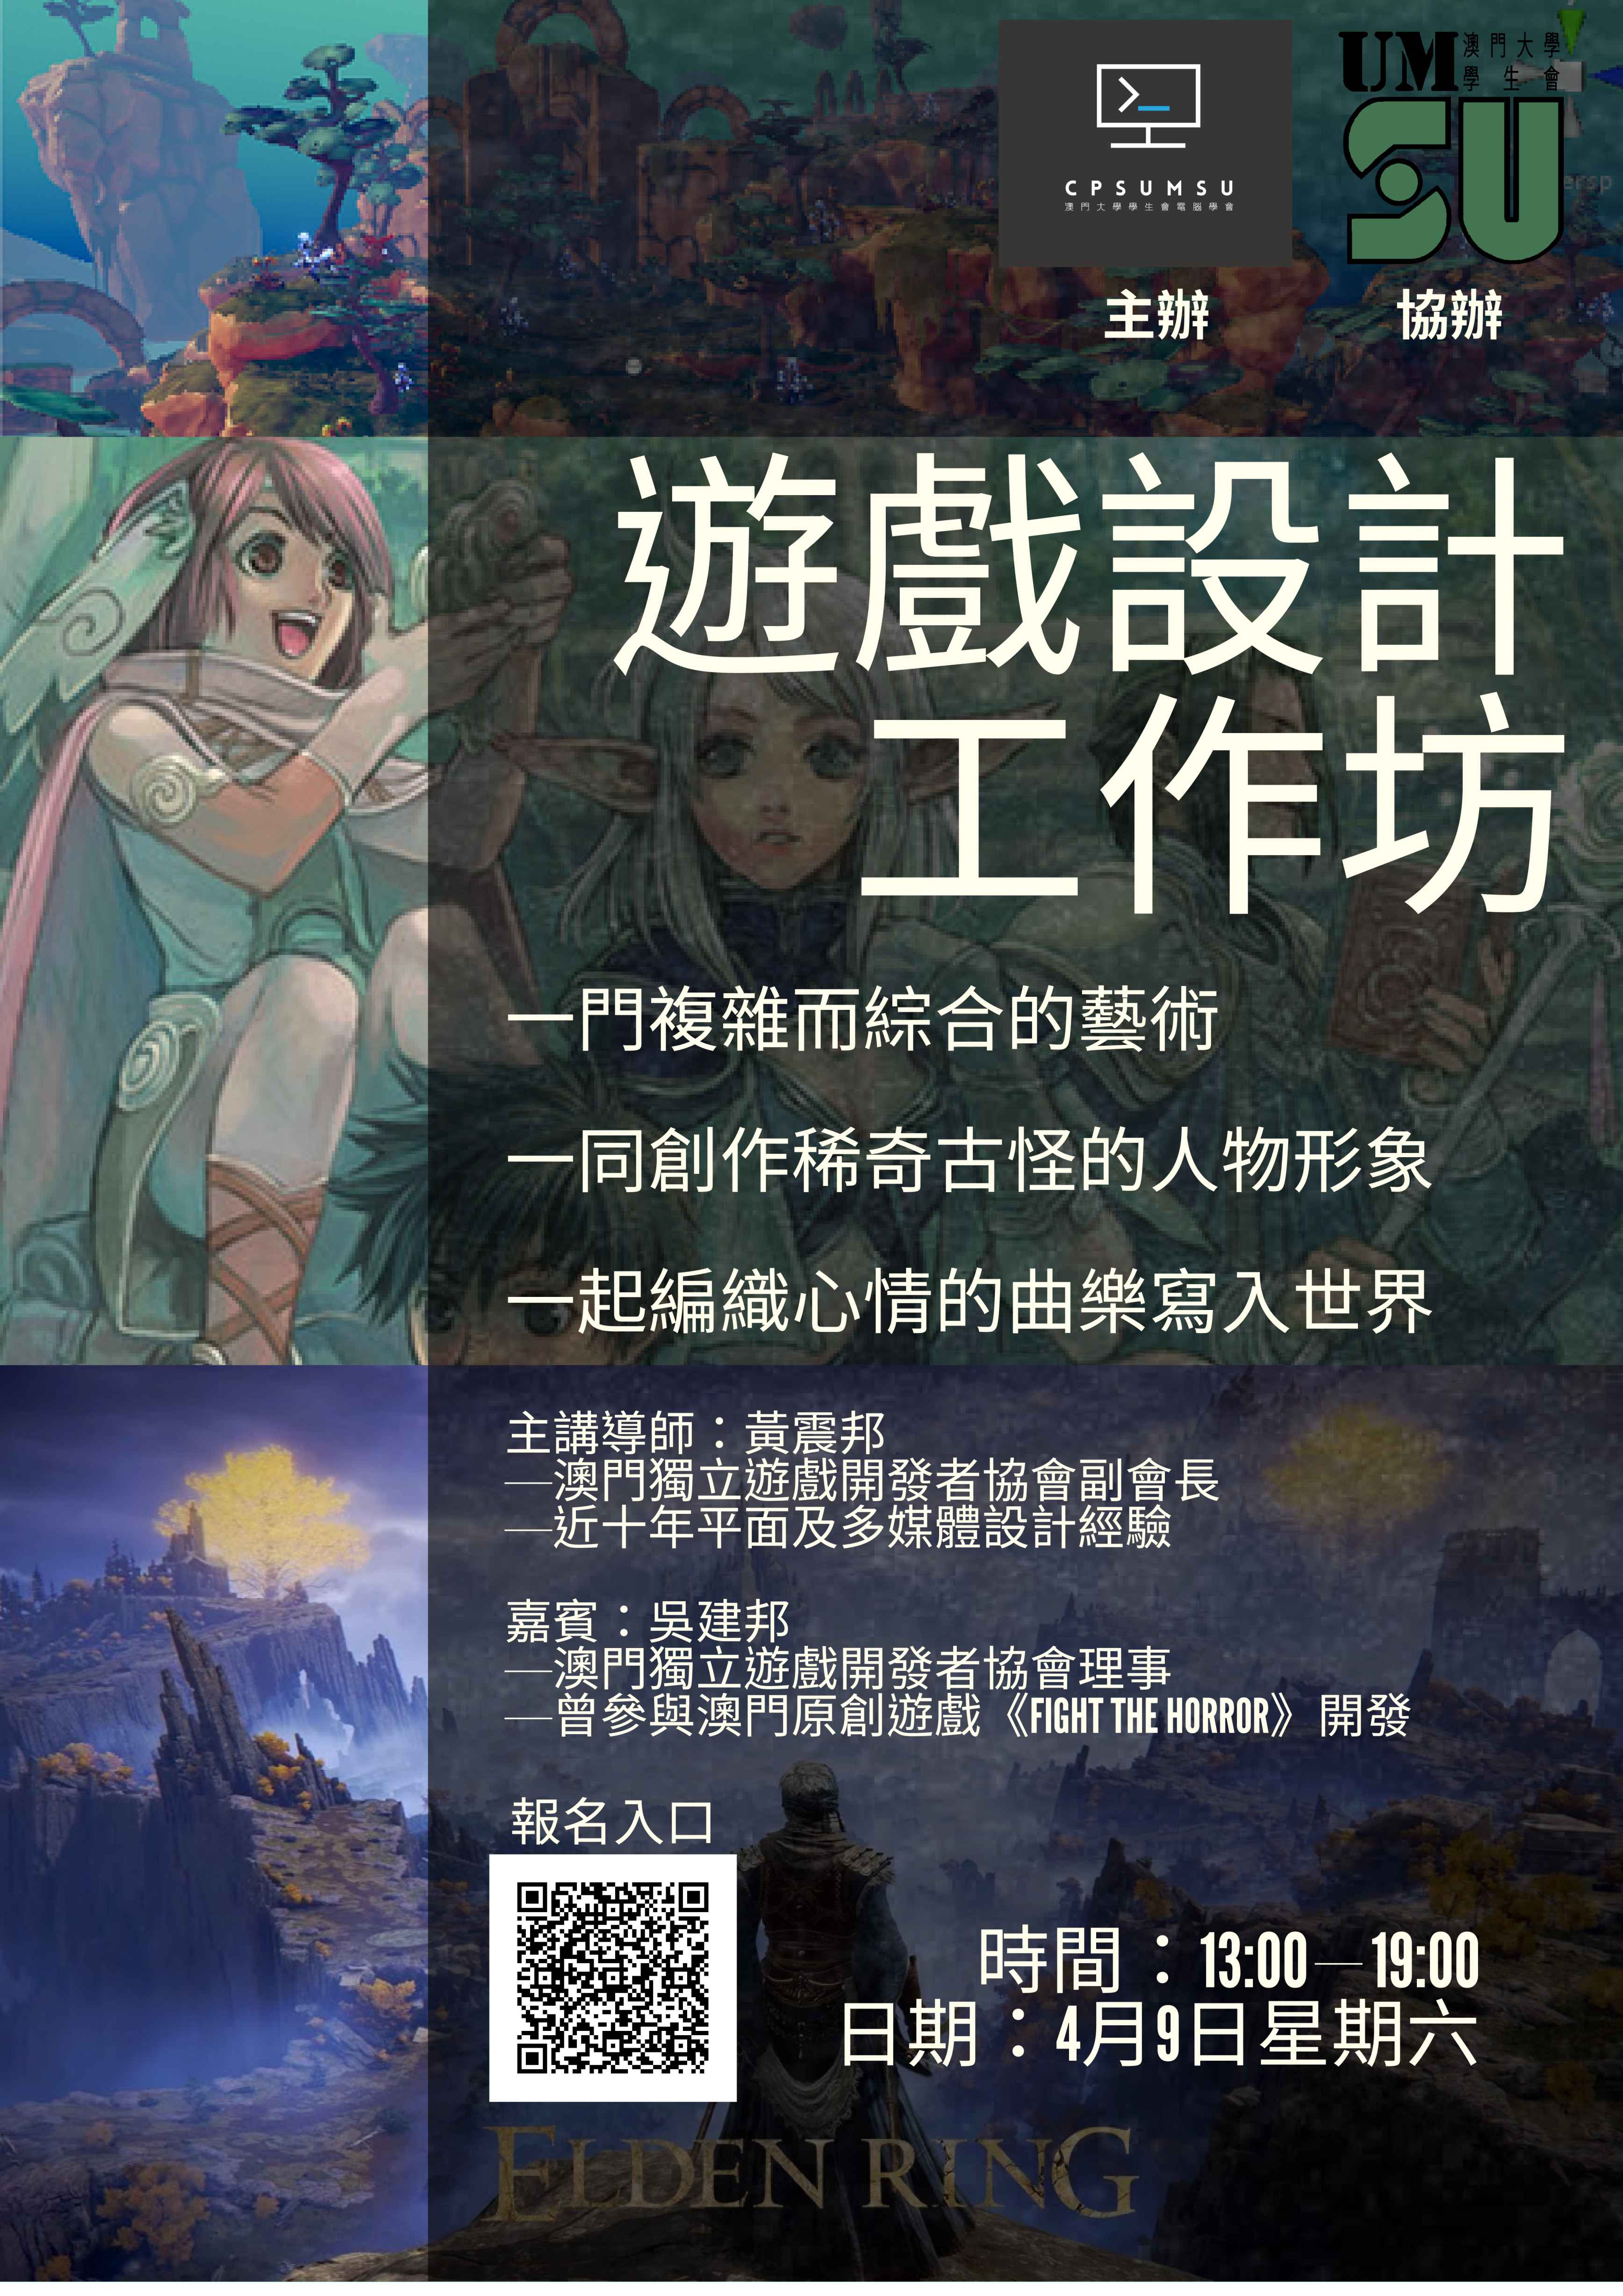 CPSUMSU
澳門大學學生會電腦學會
UM 澳門大學
學生會
SU
ersp
主辦
協辦
遊戲設計
工作坊
一門複雜而綜合的藝術
一同創作稀奇古怪的人物形象
一起編織心情的曲樂寫入世界
主講導師：黃震邦
—澳門獨立遊戲開發者協會副會長
—近十年平面及多媒體設計經驗
嘉賓：吳建邦
—澳門獨立遊戲開發者協會理事
—曾參與澳門原創遊戲《FIGHT THE HORROR》開發
報名入口
時間：13:00—19:00
日期：4月9日星期六
ELDEN RING